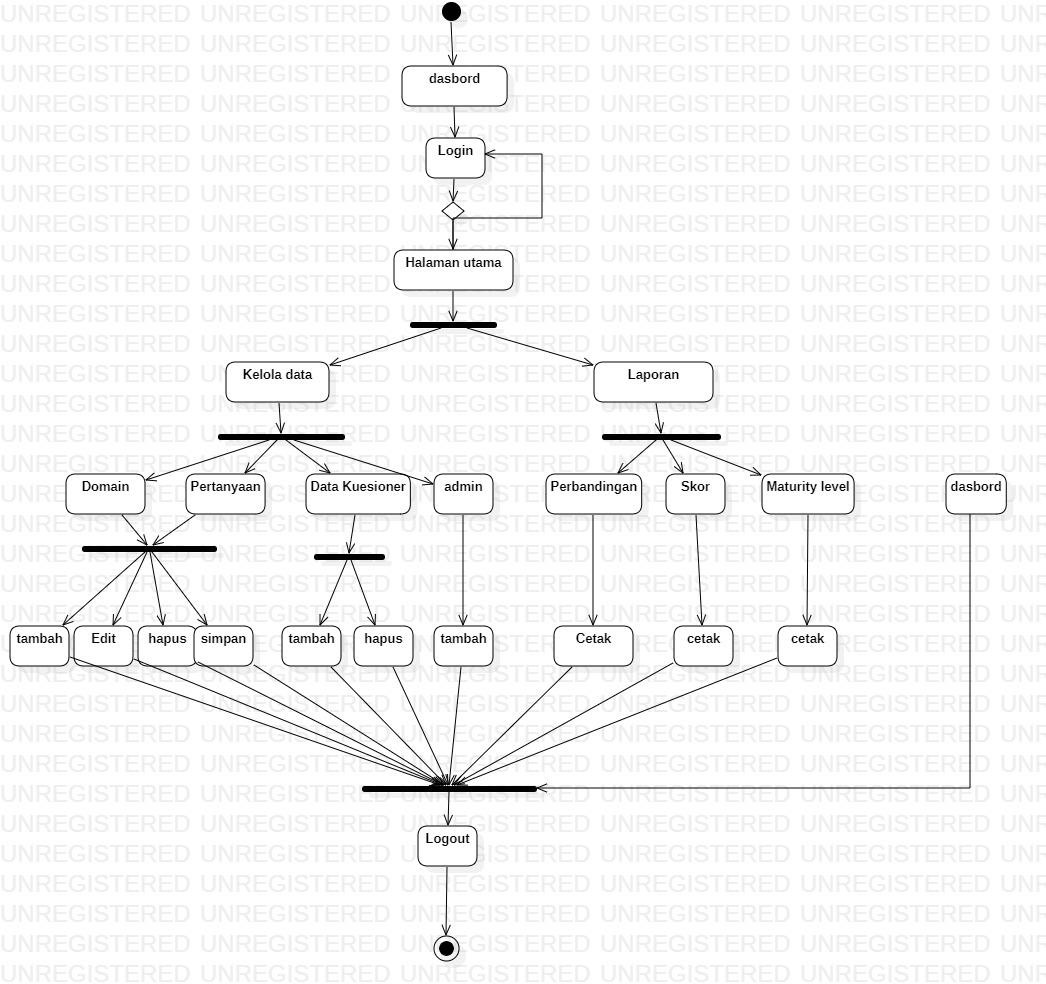 dasbord
Login
Halaman utama
Kelola data
Laporan
Domain
Pertanyaan
Data Kuesioner
admin
Perbandingan
Skor
Maturity level
dasbord
tambah
Edit
hapus
simpan
tambah
hapus
tambah
Cetak
cetak
cetak
Logout
UNREGISTERED